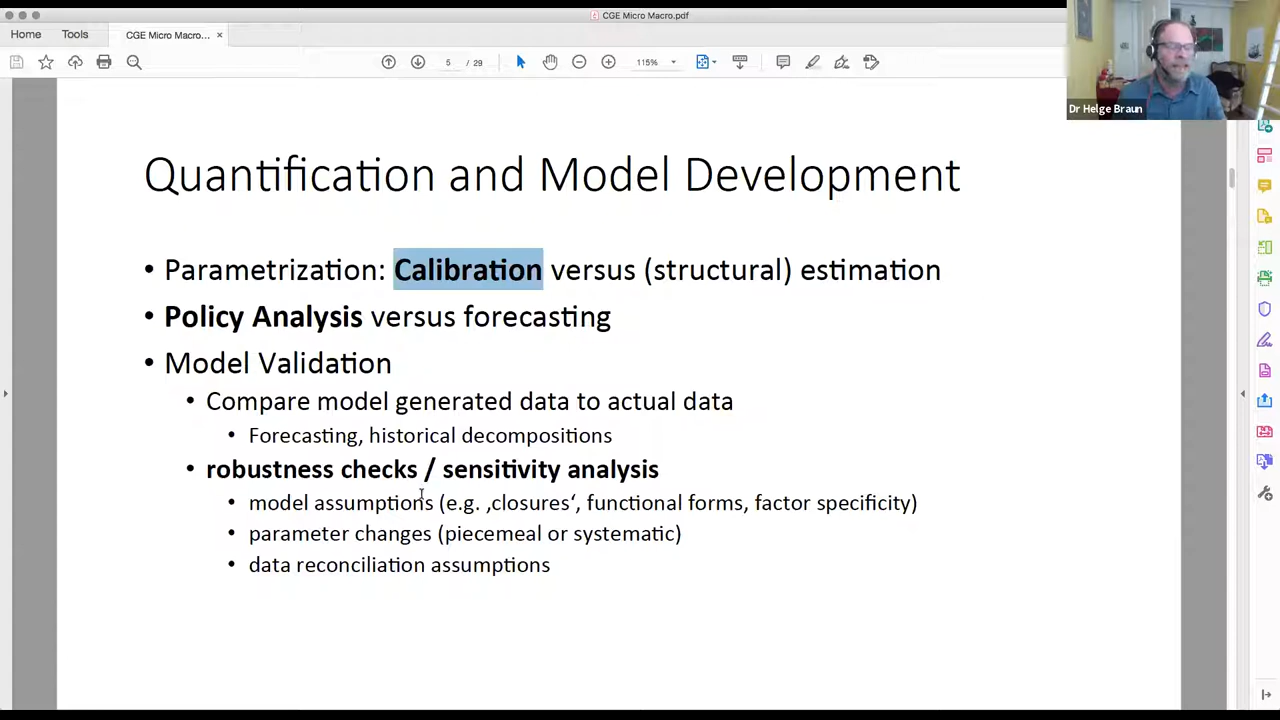 CGE Micro Macro.pdf
Home
Tools
CGE Micro Macro...
5 / 29
115%
Dr Helge Braun
Quantification and Model Development
• Parametrization: Calibration versus (structural) estimation
• Policy Analysis versus forecasting
• Model Validation
• Compare model generated data to actual data
• Forecasting, historical decompositions
• robustness checks / sensitivity analysis
• model assumptions (e.g. ‚closures‘, functional forms, factor specificity)
• parameter changes (piecemeal or systematic)
• data reconciliation assumptions